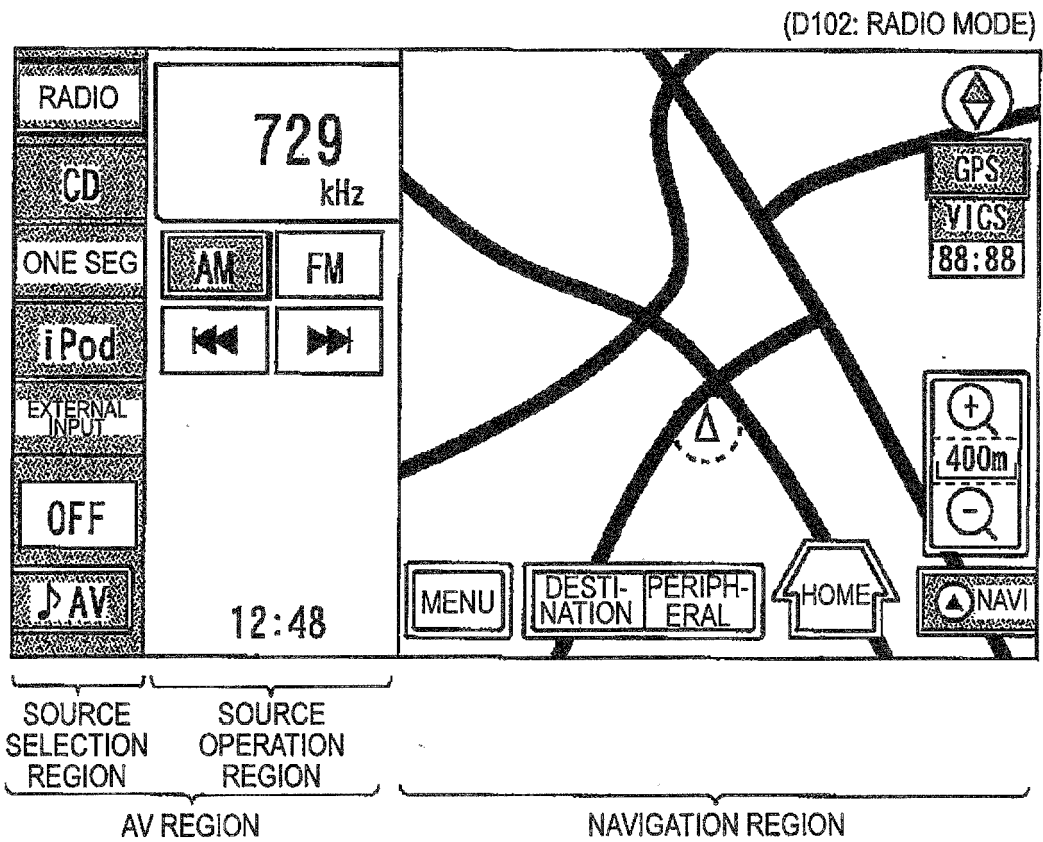 (D102: RADIO MODE)
RADIO
CD
ONE SEG
iPod
EXTERNAL
INPUT
OFF
♪AV
729
kHz
AM
FM
12:48
GPS
VICS
88:88
+
400m
-
MENU
DESTI-
NATION
PERIPH-
ERAL
HOME
NAVI
SOURCE
SELECTION
REGION
SOURCE
OPERATION
REGION
AV REGION
NAVIGATION REGION